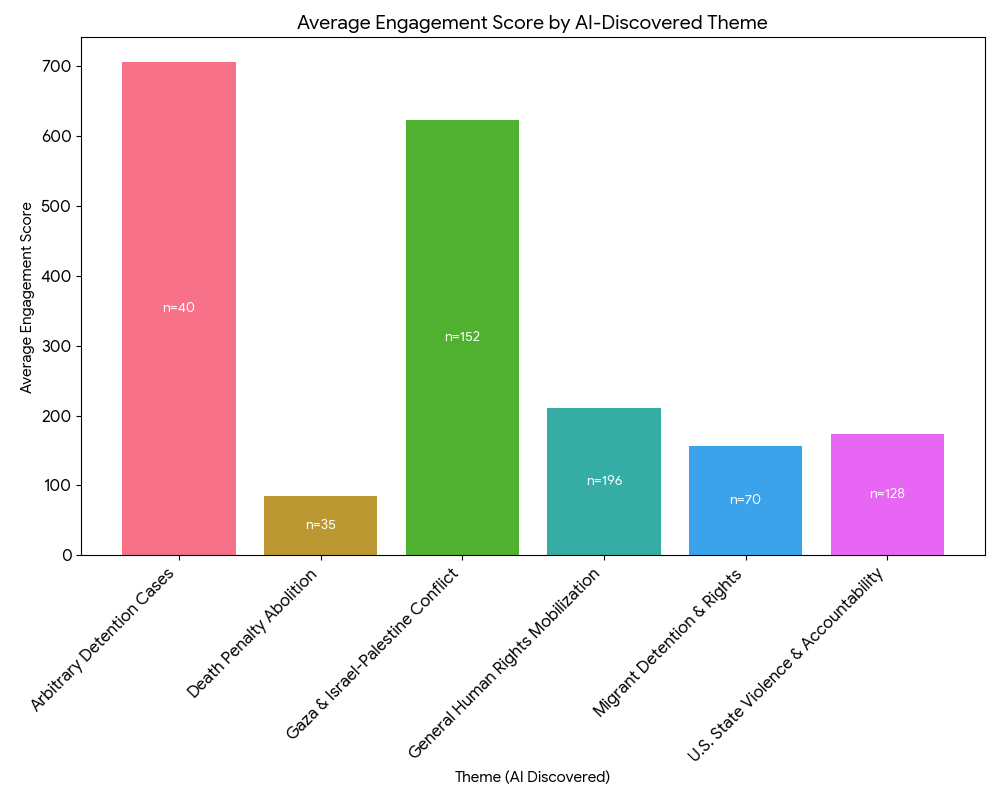 Average Engagement Score by AI-Discovered Theme
Average Engagement Score
700
600
500
400
300
200
100
0
n=40
n=35
n=152
n=196
n=70
n=128
Arbitrary Detention Cases
Death Penalty Abolition
Gaza & Israel-Palestine Conflict
General Human Rights Mobilization
Migrant Detention & Rights
U.S. State Violence & Accountability
Theme (AI Discovered)